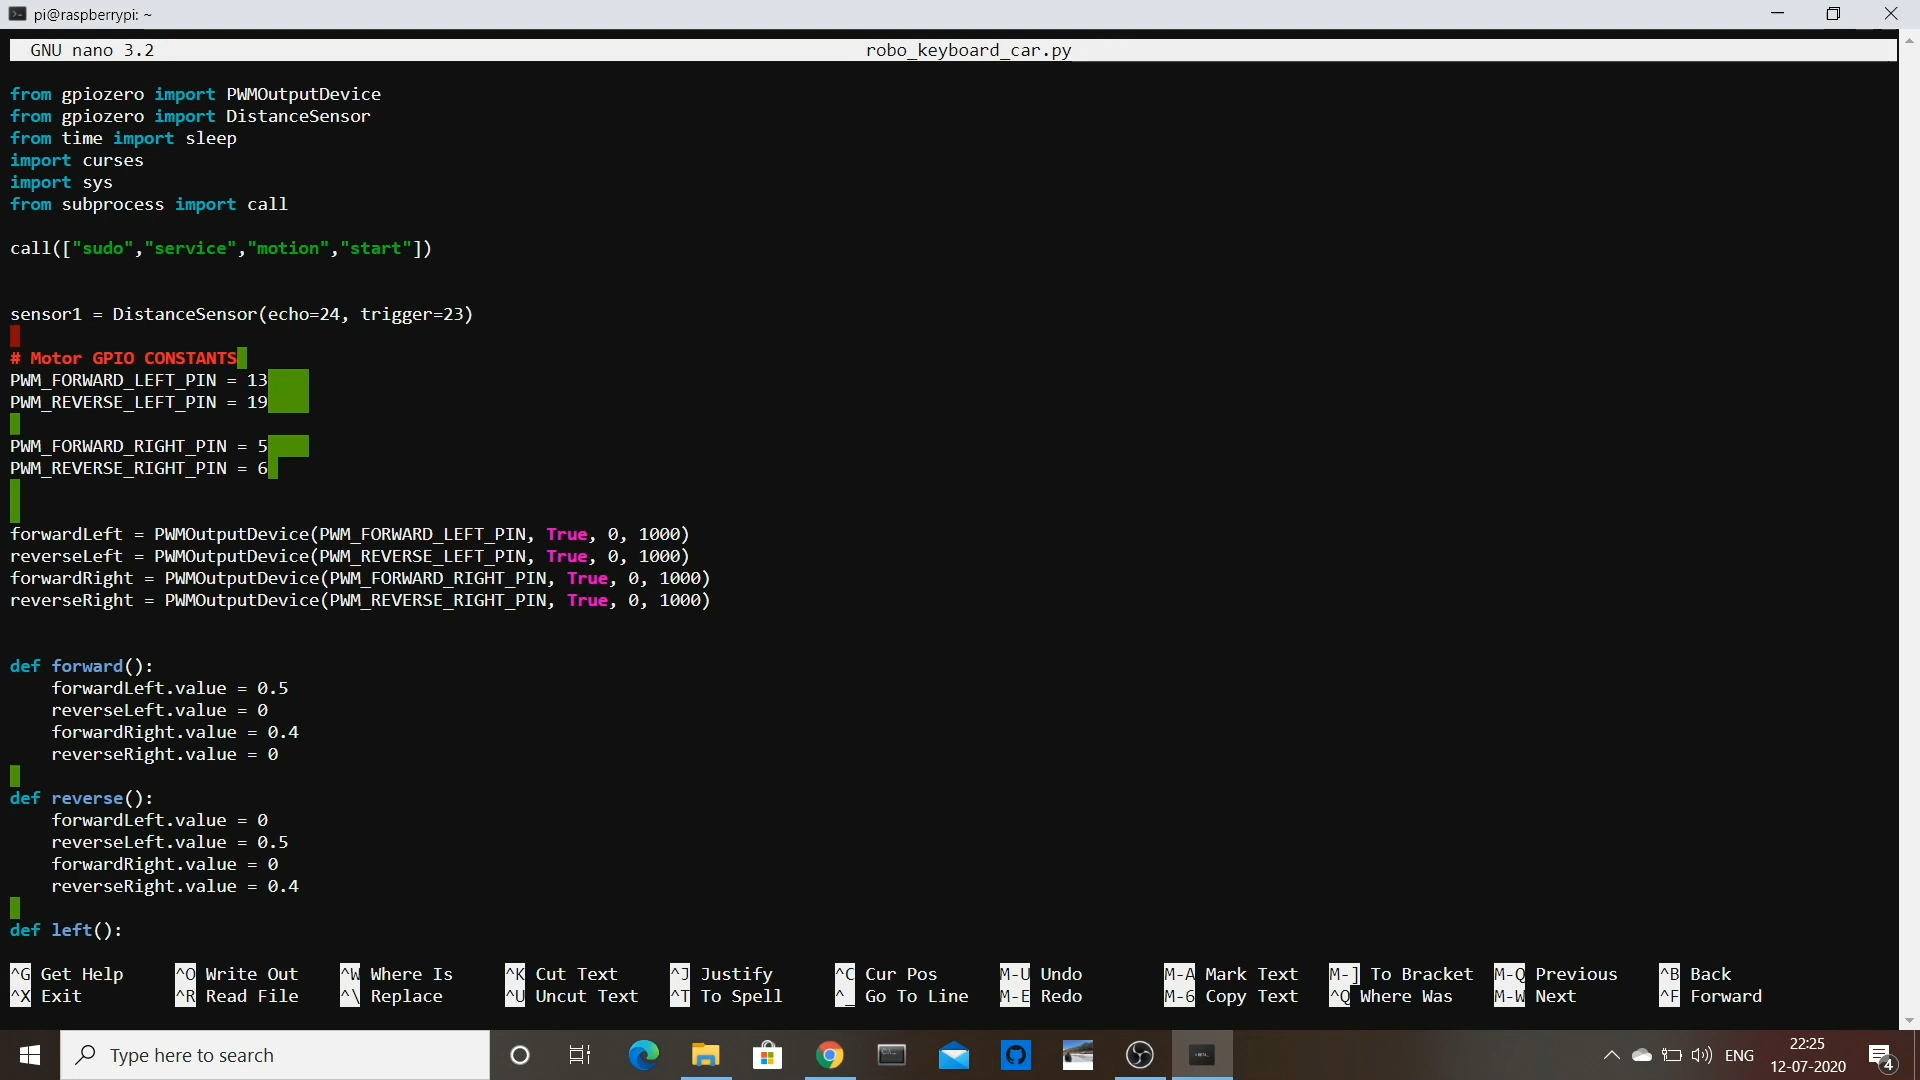 pi@raspberrypi: ~
GNU nano 3.2 robo_keyboard_car.py
from gpiozero import PWMOutputDevice
from gpiozero import DistanceSensor
from time import sleep
import curses
import sys
from subprocess import call
call(["sudo","service","motion","start"])
sensor1 = DistanceSensor(echo=24, trigger=23)
# Motor GPIO CONSTANTS
PWM_FORWARD_LEFT_PIN = 13
PWM_REVERSE_LEFT_PIN = 19
PWM_FORWARD_RIGHT_PIN = 5
PWM_REVERSE_RIGHT_PIN = 6
forwardLeft = PWMOutputDevice(PWM_FORWARD_LEFT_PIN, True, 0, 1000)
reverseLeft = PWMOutputDevice(PWM_REVERSE_LEFT_PIN, True, 0, 1000)
forwardRight = PWMOutputDevice(PWM_FORWARD_RIGHT_PIN, True, 0, 1000)
reverseRight = PWMOutputDevice(PWM_REVERSE_RIGHT_PIN, True, 0, 1000)
def forward():
    forwardLeft.value = 0.5
    reverseLeft.value = 0
    forwardRight.value = 0.4
    reverseRight.value = 0
def reverse():
    forwardLeft.value = 0
    reverseLeft.value = 0.5
    forwardRight.value = 0
    reverseRight.value = 0.4
def left():
^G Get Help ^O Write Out ^W Where Is ^K Cut Text ^J Justify ^C Cur Pos M-U Undo M-A Mark Text M-] To Bracket M-Q Previous ^B Back
^X Exit ^R Read File ^\ Replace ^U Uncut Text ^T To Spell ^_ Go To Line M-E Redo M-6 Copy Text ^Q Where Was M-W Next ^F Forward
Type here to search
ENG
22:25
12-07-2020
4